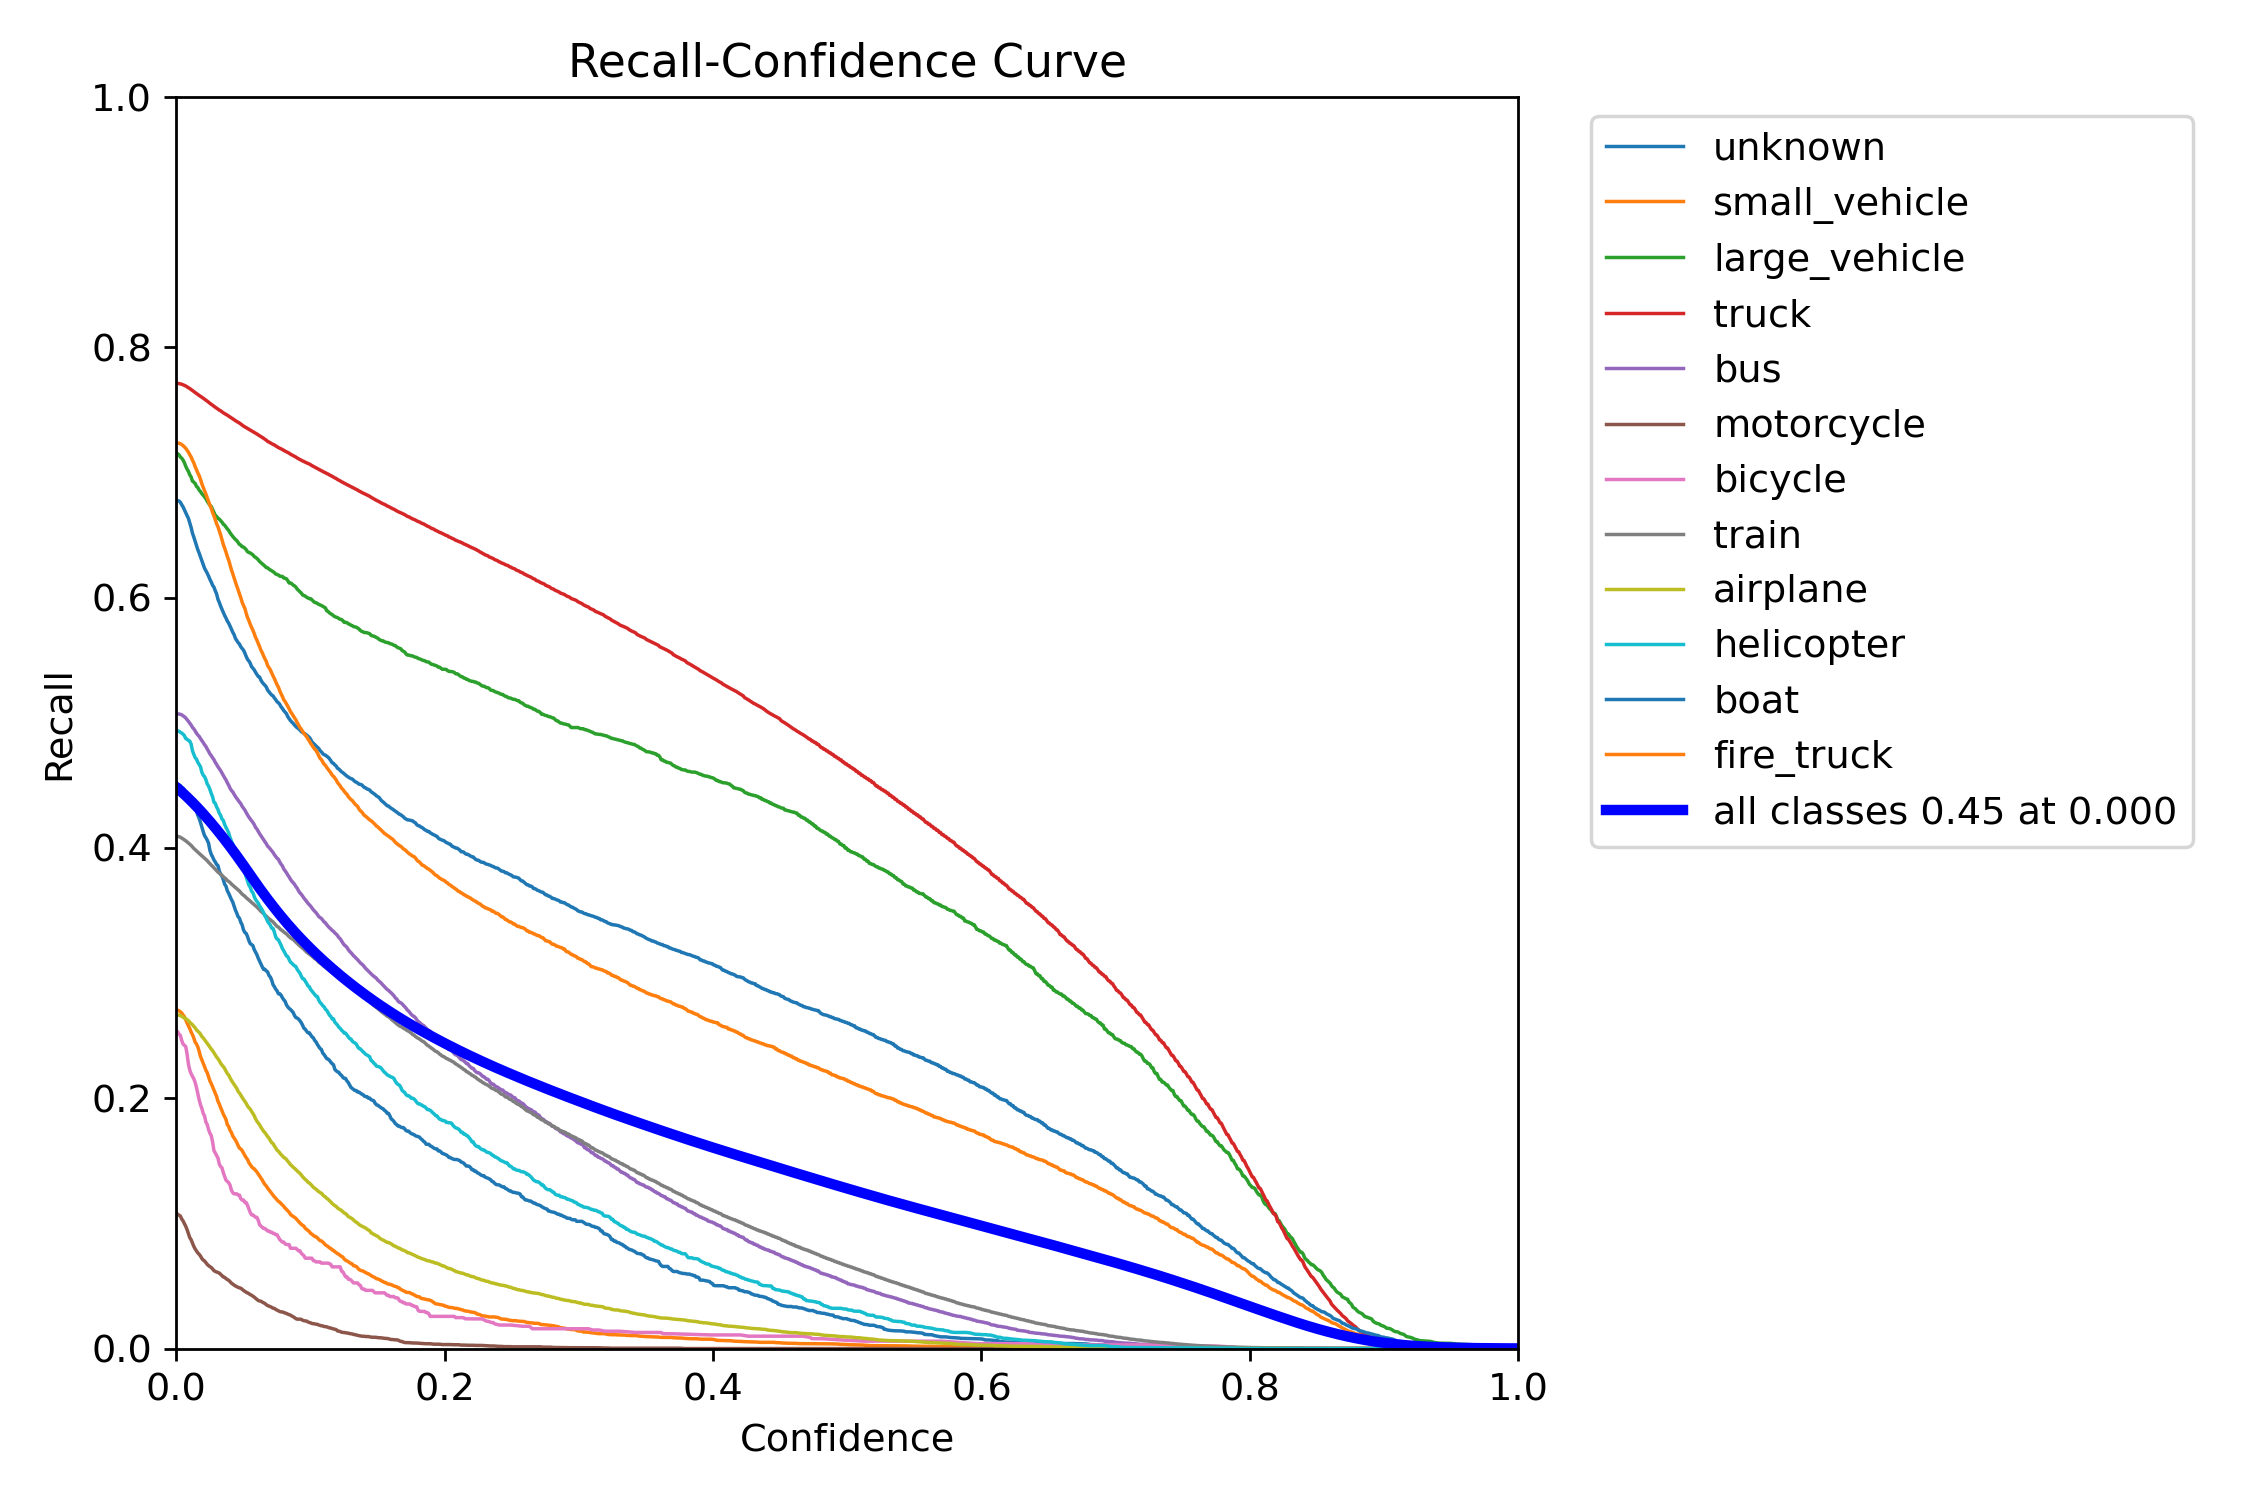 Recall-Confidence Curve
1.0
0.8
0.6
0.4
0.2
0.0
Recall
0.0 0.2 0.4 0.6 0.8 1.0
Confidence
unknown
small_vehicle
large_vehicle
truck
bus
motorcycle
bicycle
train
airplane
helicopter
boat
fire_truck
all classes 0.45 at 0.000